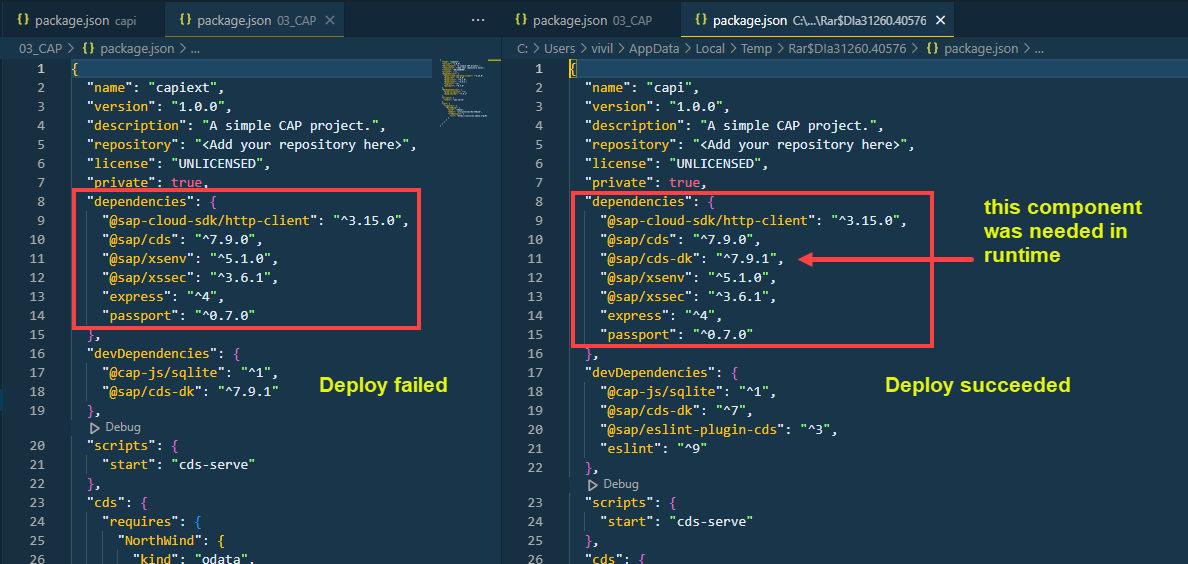 package.json capi
package.json 03_CAP
...
03_CAP > package.json > ...
1 {
2 "name": "capiext",
3 "version": "1.0.0",
4 "description": "A simple CAP project.",
5 "repository": "<Add your repository here>",
6 "license": "UNLICENSED",
7 "private": true,
8 "dependencies": {
9 "@sap-cloud-sdk/http-client": "^3.15.0",
10 "@sap/cds": "^7.9.0",
11 "@sap/xsenv": "^5.1.0",
12 "@sap/xssec": "^3.6.1",
13 "express": "^4",
14 "passport": "^0.7.0"
15 },
16 "devDependencies": {
17 "@cap-js/sqlite": "^1",
18 "@sap/cds-dk": "^7.9.1"
19 },
Debug
20 "scripts": {
21 "start": "cds-serve"
22 },
23 "cds": {
24 "requires": {
25 "NorthWind": {
26 "kind": "odata",
Deploy failed
package.json 03_CAP
package.json C:\...\Rar$DIa31260.40576
C: > Users > vivil > AppData > Local > Temp > Rar$DIa31260.40576 > package.json > ...
1 {
2 "name": "capi",
3 "version": "1.0.0",
4 "description": "A simple CAP project.",
5 "repository": "<Add your repository here>",
6 "license": "UNLICENSED",
7 "private": true,
8 "dependencies": {
9 "@sap-cloud-sdk/http-client": "^3.15.0",
10 "@sap/cds": "^7.9.0",
11 "@sap/cds-dk": "^7.9.1",
12 "@sap/xsenv": "^5.1.0",
13 "@sap/xssec": "^3.6.1",
14 "express": "^4",
15 "passport": "^0.7.0"
16 },
17 "devDependencies": {
18 "@cap-js/sqlite": "^1",
19 "@sap/cds-dk": "^7",
20 "@sap/eslint-plugin-cds": "^3",
21 "eslint": "^9"
22 },
Debug
23 "scripts": {
24 "start": "cds-serve"
25 },
26 "cds": {
this component
was needed in
runtime
Deploy succeeded